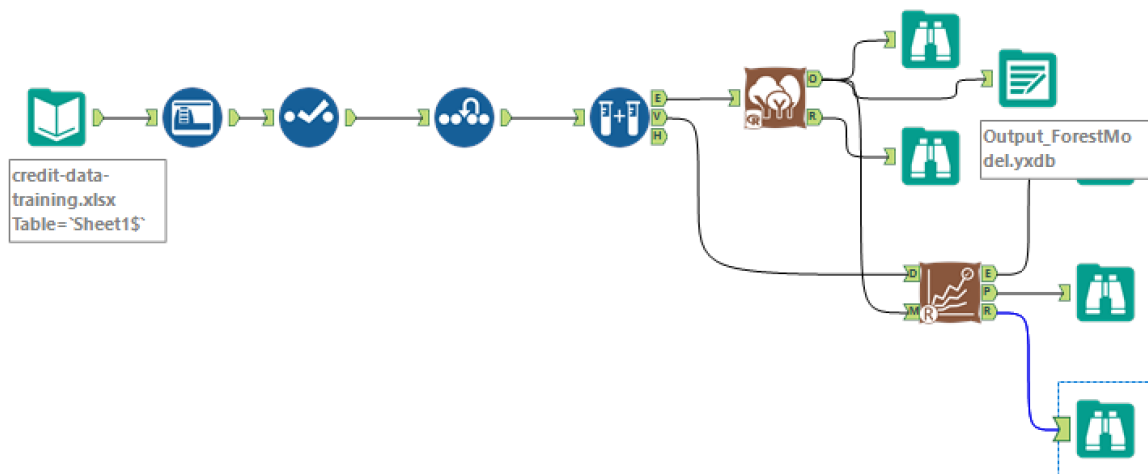 credit-data-
training.xlsx
Table=`Sheet1$`
E
V
H
R
O
R
Output_ForestMo
del.yxdb
D
M
R
E
P
R